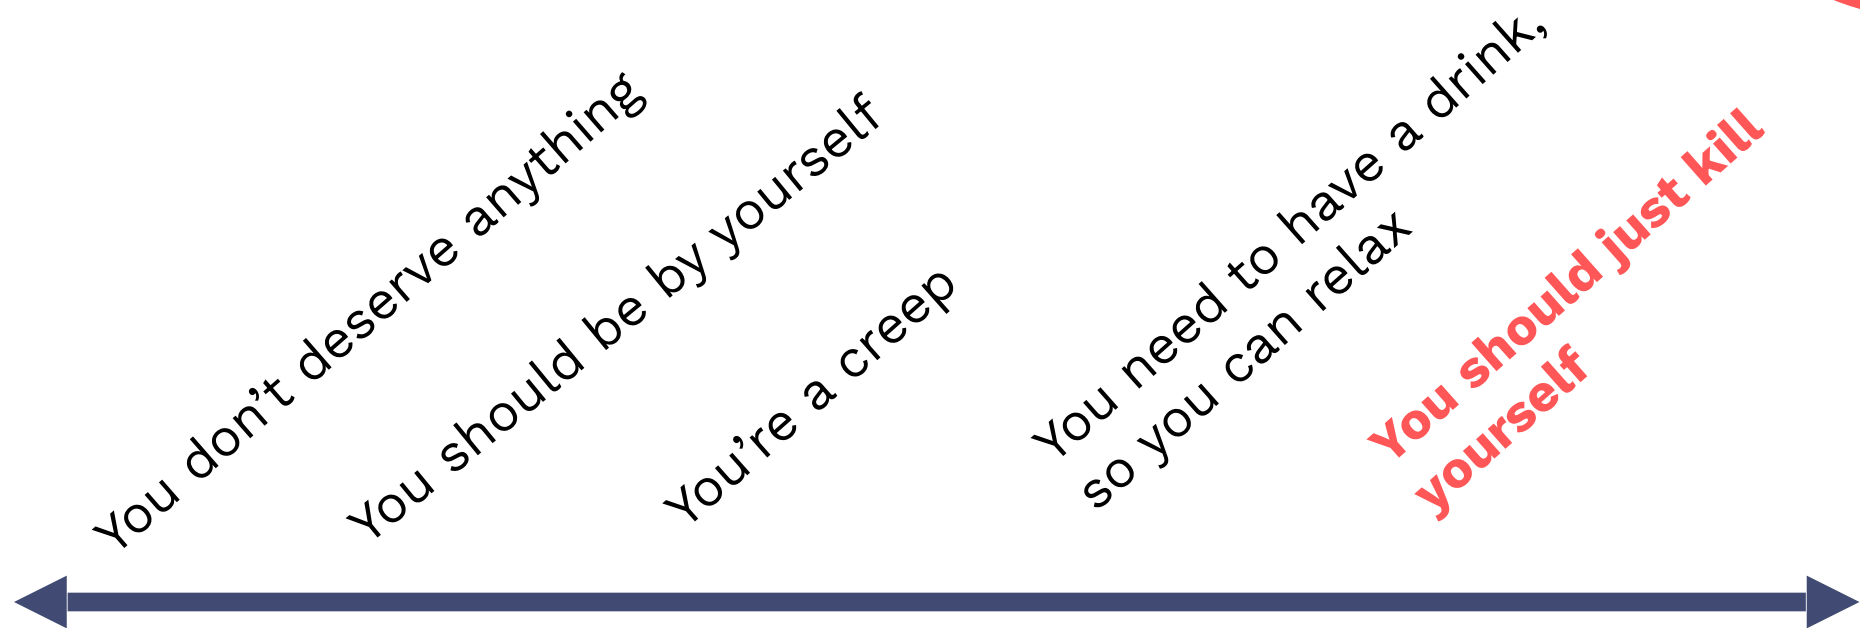 You don’t deserve anything
You should be by yourself
You’re a creep
You need to have a drink,
so you can relax
You should just kill
yourself